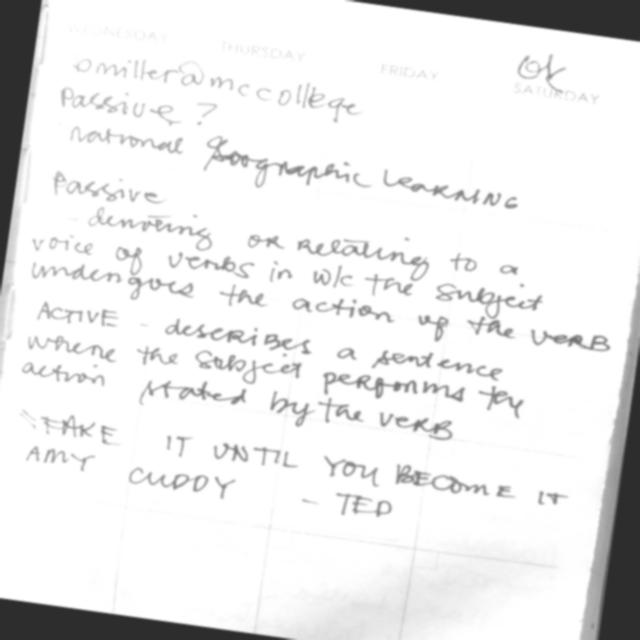 WEDNESDAY THURSDAY FRIDAY SATURDAY
ok
omiller@mccollege
Passive?
national Geographic LEARNING
Passive
- denoting or relating to a
voice of verbs in w/c the subject
undergoes the action of the VERB
ACTIVE - describes a sentence
where the subject performs the
action stated by the verb
FAKE IT UNTIL YOU BECOME IT
AMY CUDDY - TED